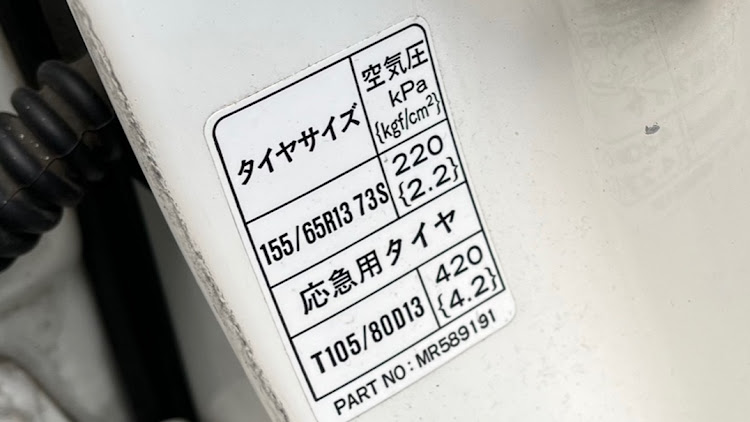 タイヤサイズ
空気圧
kPa
{kgf/cm²}
155/65R13 73S
220
{2.2}
応急用タイヤ
T105/80D13
420
{4.2}
PART NO : MR589191